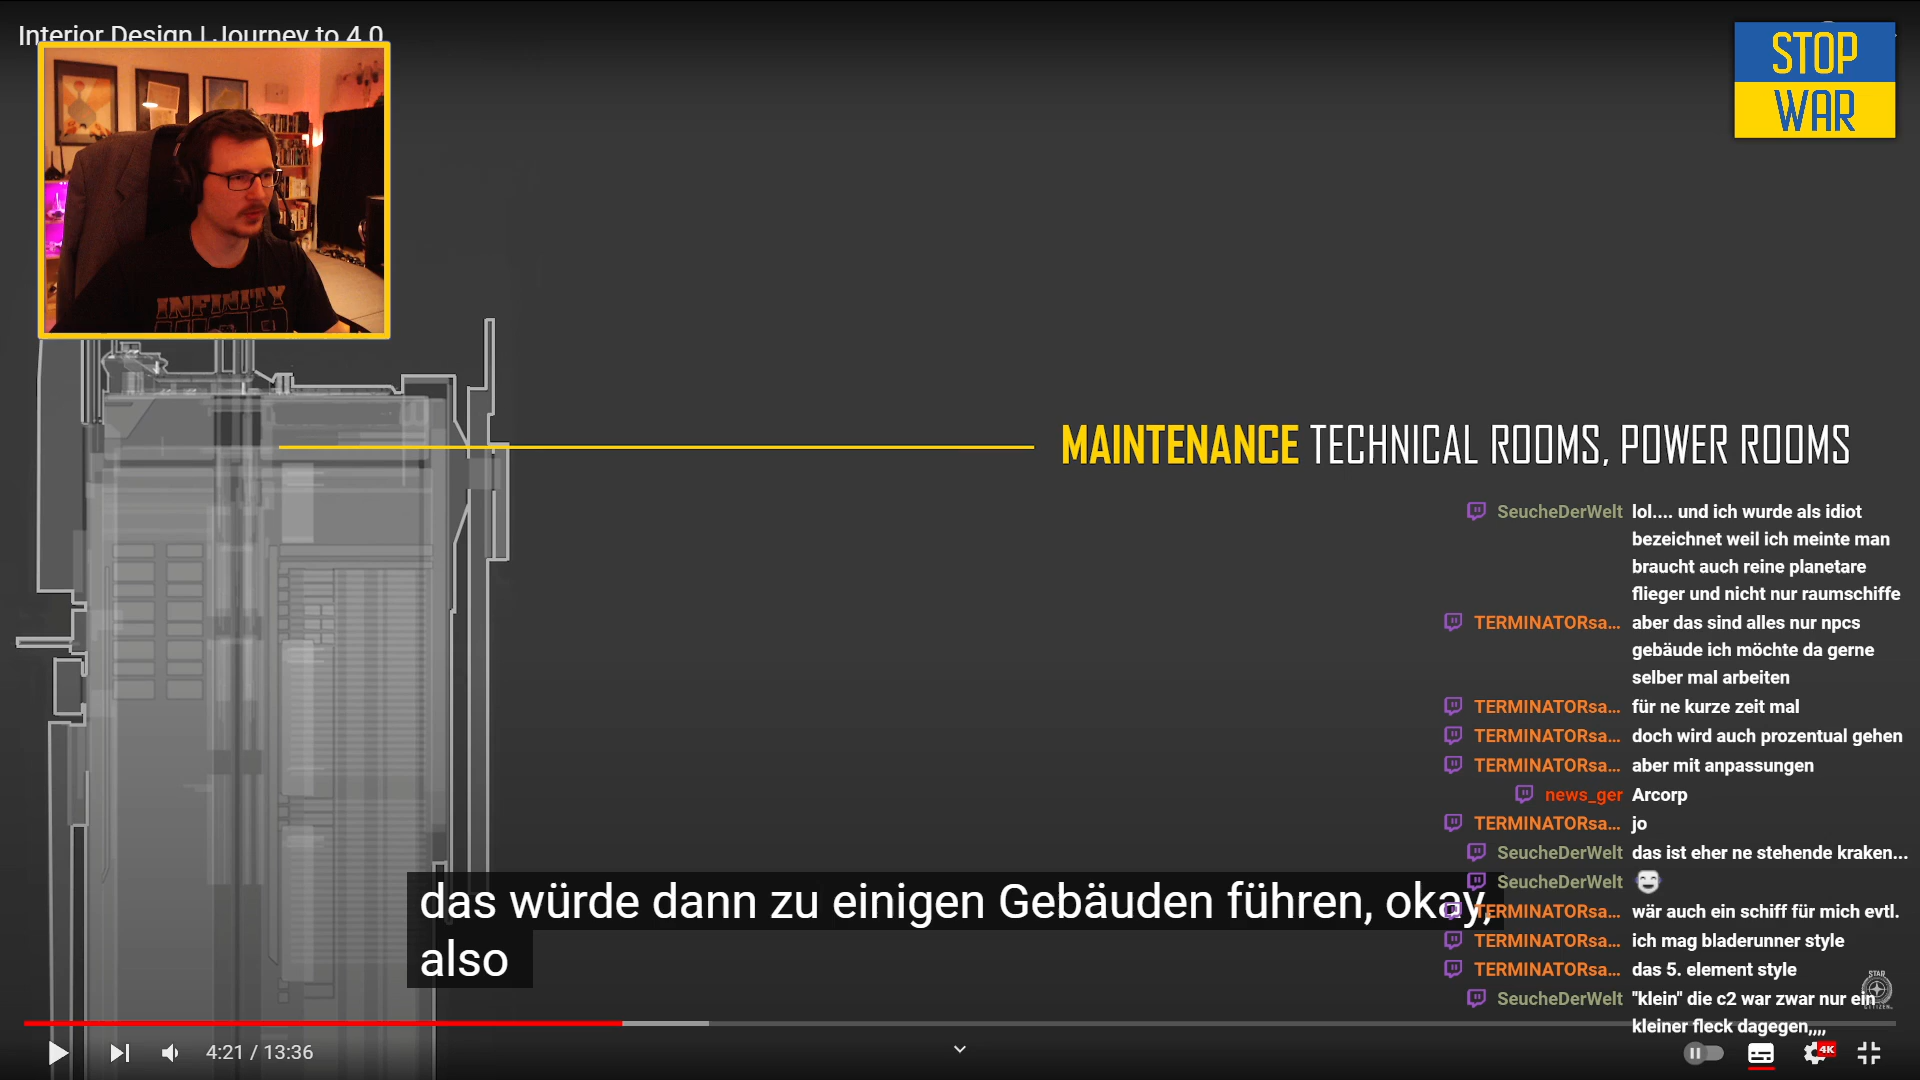 Interior Design | Journey to 4.0
STOP
WAR
INFINITY
MAINTENANCE TECHNICAL ROOMS, POWER ROOMS
SeucheDerWelt lol.... und ich wurde als idiot
bezeichnet weil ich meinte man
braucht auch reine planetare
flieger und nicht nur raumschiffe
TERMINATORsa... aber das sind alles nur npcs
gebäude ich möchte da gerne
selber mal arbeiten
TERMINATORsa... für ne kurze zeit mal
TERMINATORsa... doch wird auch prozentual gehen
TERMINATORsa... aber mit anpassungen
news_ger Arcorp
TERMINATORsa... jo
SeucheDerWelt das ist eher ne stehende kraken...
SeucheDerWelt
TERMINATORsa... wär auch ein schiff für mich evtl.
TERMINATORsa... ich mag bladerunner style
TERMINATORsa... das 5. element style
SeucheDerWelt "klein" die c2 war zwar nur ein
kleiner fleck dagegen,,,,
das würde dann zu einigen Gebäuden führen, okay,
also
STAR
4:21 / 13:36
4K